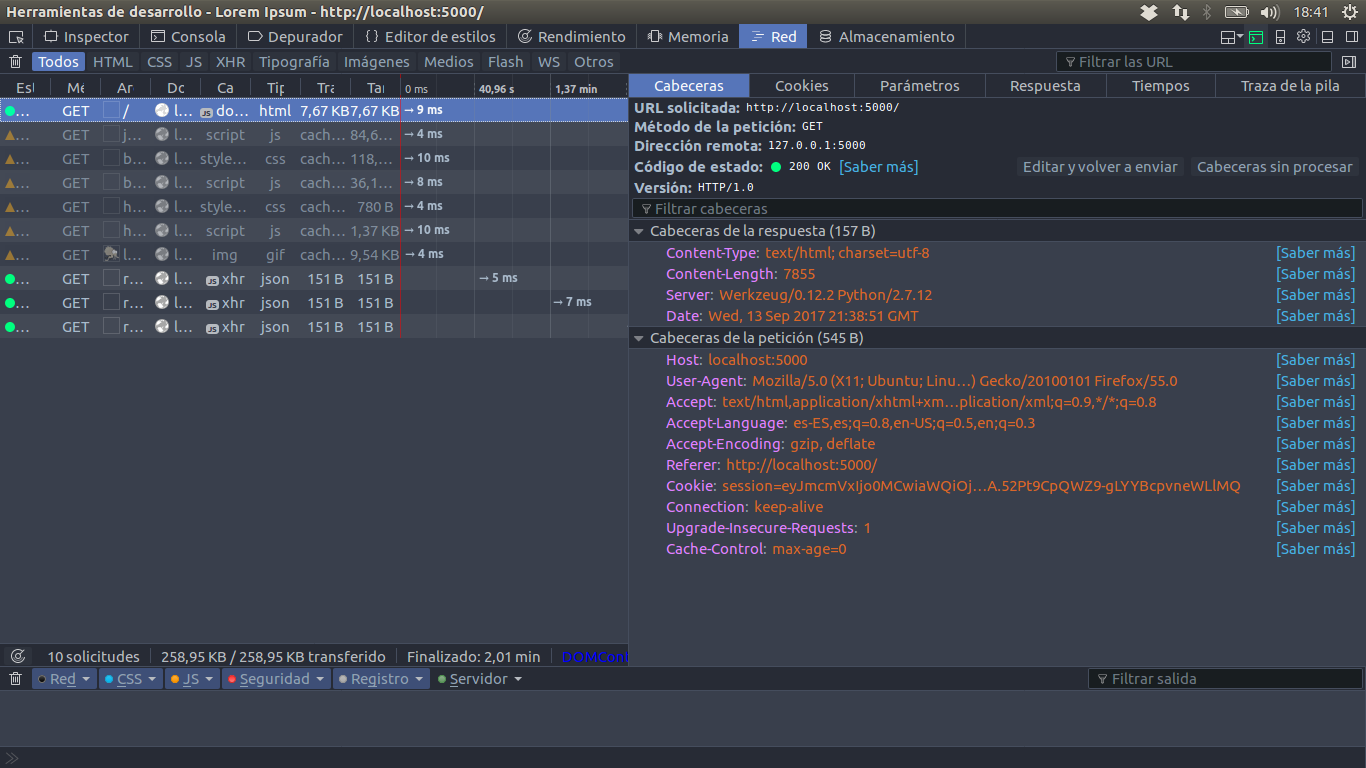 Herramientas de desarrollo - Lorem Ipsum - http://localhost:5000/ 18:41
Inspector Consola Depurador Editor de estilos Rendimiento Memoria Red Almacenamiento
Todos HTML CSS JS XHR Tipografía Imágenes Medios Flash WS Otros Filtrar las URL
Cabeceras Cookies Parámetros Respuesta Tiempos Traza de la pila
Est Mé Ar Do Ca Tip Tra Tar 0 ms 40,96 s 1,37 min
... GET / l... JS do... html 7,67 KB 7,67 KB → 9 ms
GET j... l... script js cach... 84,6... → 4 ms
GET b... l... style... css cach... 118,... → 10 ms
GET b... l... script js cach... 36,1... → 8 ms
GET h... l... style... css cach... 780 B → 4 ms
GET h... l... script js cach... 1,37 KB → 10 ms
GET l... l... img gif cach... 9,54 KB → 4 ms
... GET r... l... JS xhr json 151 B 151 B → 5 ms
... GET r... l... JS xhr json 151 B 151 B → 7 ms
... GET r... l... JS xhr json 151 B 151 B
URL solicitada: http://localhost:5000/
Método de la petición: GET
Dirección remota: 127.0.0.1:5000
Código de estado: 200 OK [Saber más] Editar y volver a enviar Cabeceras sin procesar
Versión: HTTP/1.0
Filtrar cabeceras
Cabeceras de la respuesta (157 B)
Content-Type: text/html; charset=utf-8 [Saber más]
Content-Length: 7855 [Saber más]
Server: Werkzeug/0.12.2 Python/2.7.12 [Saber más]
Date: Wed, 13 Sep 2017 21:38:51 GMT [Saber más]
Cabeceras de la petición (545 B)
Host: localhost:5000 [Saber más]
User-Agent: Mozilla/5.0 (X11; Ubuntu; Linu…) Gecko/20100101 Firefox/55.0 [Saber más]
Accept: text/html,application/xhtml+xm…plication/xml;q=0.9,*/*;q=0.8 [Saber más]
Accept-Language: es-ES,es;q=0.8,en-US;q=0.5,en;q=0.3 [Saber más]
Accept-Encoding: gzip, deflate [Saber más]
Referer: http://localhost:5000/ [Saber más]
Cookie: session=eyJmcmVxIjo0MCwiaWQiOj…A.52Pt9CpQWZ9-gLYYBcpvneWLlMQ [Saber más]
Connection: keep-alive [Saber más]
Upgrade-Insecure-Requests: 1 [Saber más]
Cache-Control: max-age=0 [Saber más]
10 solicitudes 258,95 KB / 258,95 KB transferido Finalizado: 2,01 min DOMCont
Red CSS JS Seguridad Registro Servidor Filtrar salida